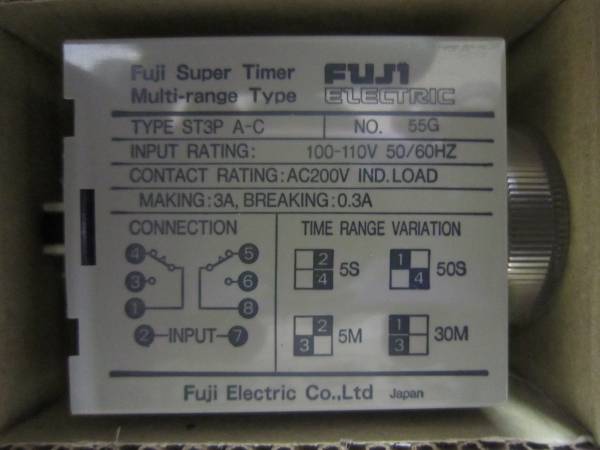 Fuji Super Timer FUJI
Multi-range Type ELECTRIC
TYPE ST3P A-C NO. 55G
INPUT RATING: 100-110V 50/60HZ
CONTACT RATING:AC200V IND.LOAD
MAKING:3A, BREAKING:0.3A
CONNECTION TIME RANGE VARIATION
4 5
3 6
1 8
2 -INPUT- 7
2 4 5S
1 4 50S
2 3 5M
1 3 30M
Fuji Electric Co.,Ltd Japan